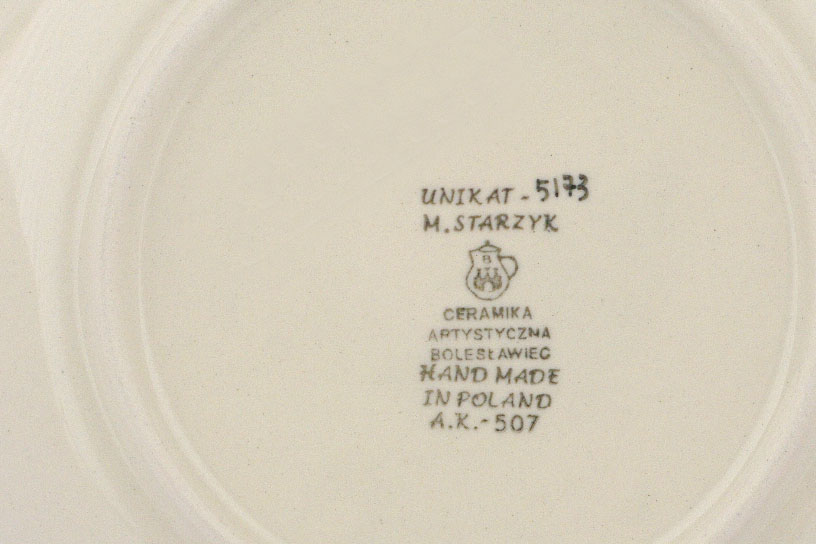 UNIKAT - 5173
M. STARZYK
B
CERAMIKA
ARTYSTYCZNA
BOLESŁAWIEC
HAND MADE
IN POLAND
A.K.- 507